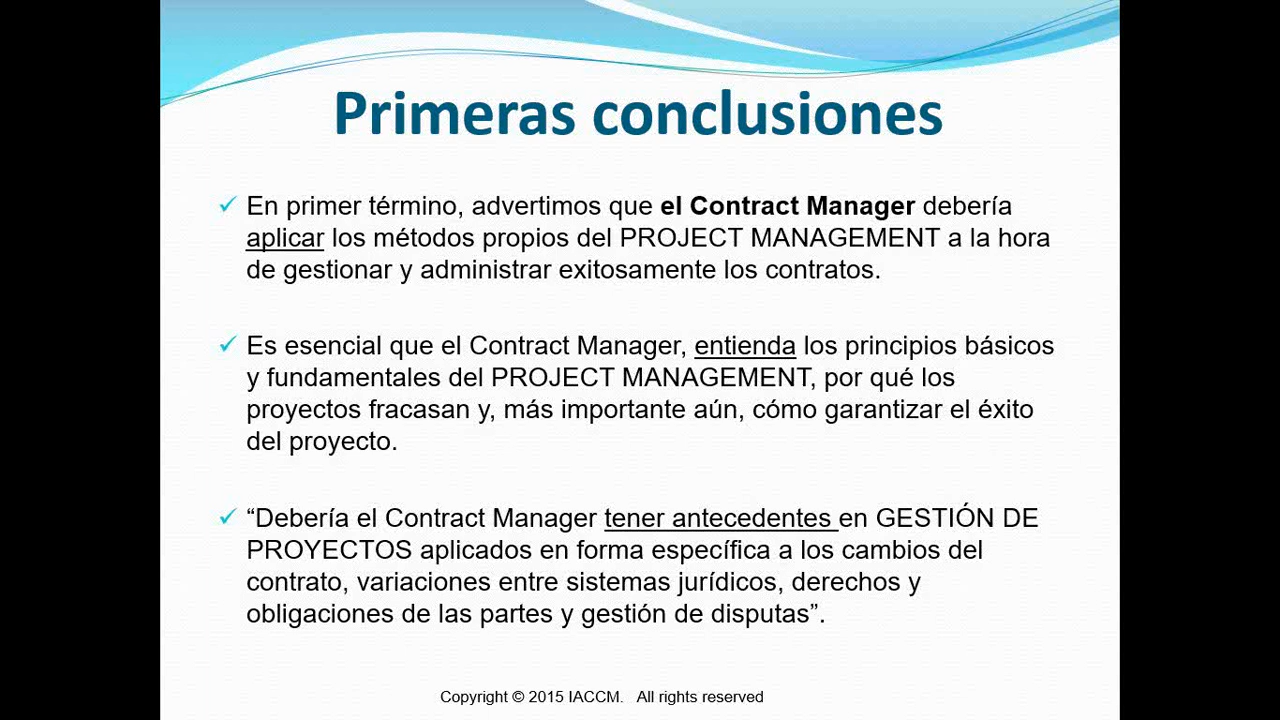 Primeras conclusiones
✓ En primer término, advertimos que el Contract Manager debería
aplicar los métodos propios del PROJECT MANAGEMENT a la hora
de gestionar y administrar exitosamente los contratos.
✓ Es esencial que el Contract Manager, entienda los principios básicos
y fundamentales del PROJECT MANAGEMENT, por qué los
proyectos fracasan y, más importante aún, cómo garantizar el éxito
del proyecto.
✓ “Debería el Contract Manager tener antecedentes en GESTIÓN DE
PROYECTOS aplicados en forma específica a los cambios del
contrato, variaciones entre sistemas jurídicos, derechos y
obligaciones de las partes y gestión de disputas”.
Copyright © 2015 IACCM. All rights reserved